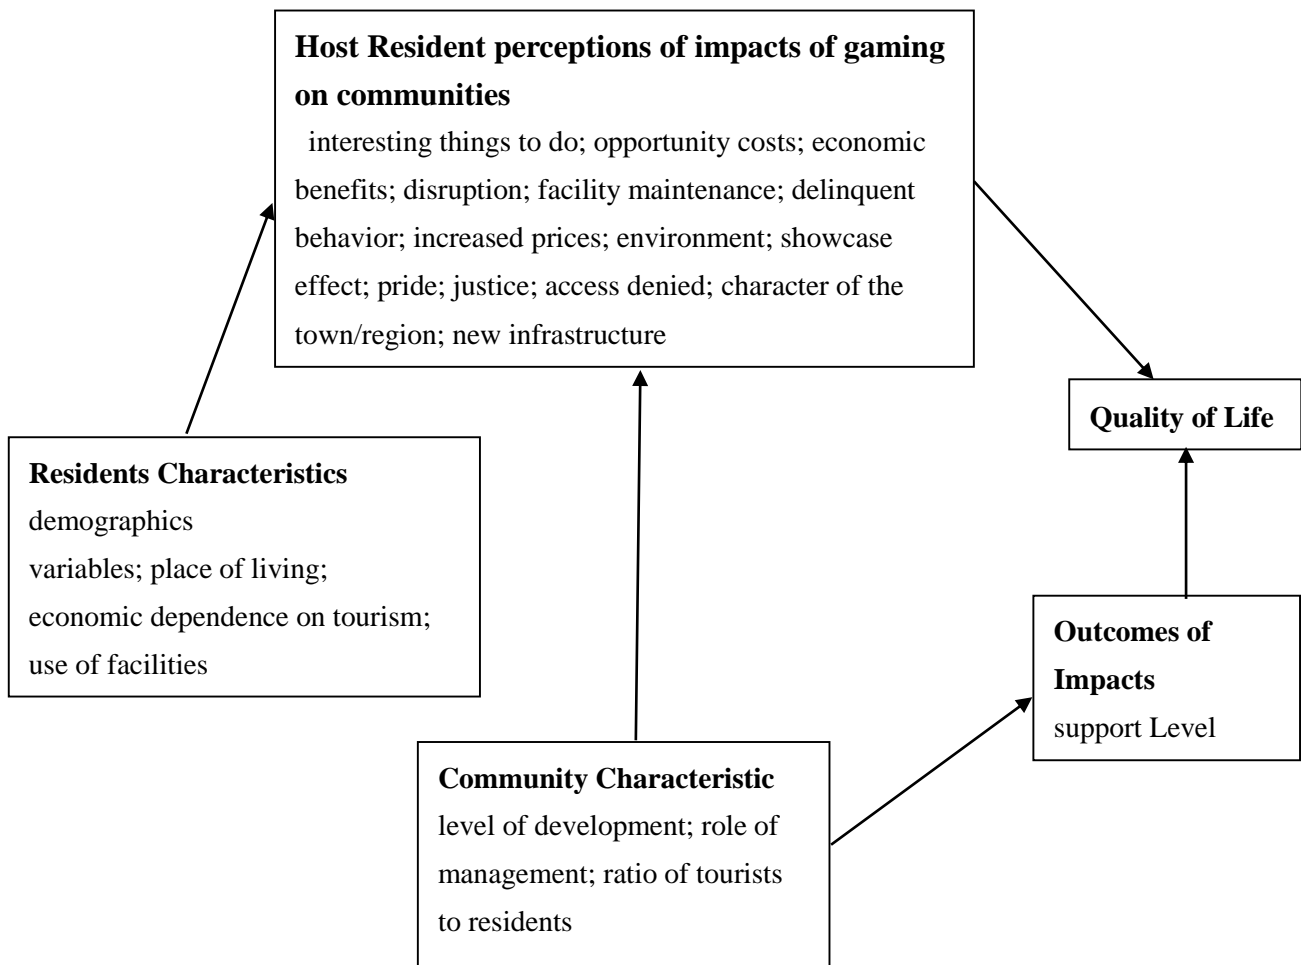 Host Resident perceptions of impacts of gaming
on communities
interesting things to do; opportunity costs; economic
benefits; disruption; facility maintenance; delinquent
behavior; increased prices; environment; showcase
effect; pride; justice; access denied; character of the
town/region; new infrastructure
Quality of Life
Residents Characteristics
demographics
variables; place of living;
economic dependence on tourism;
use of facilities
Outcomes of
Impacts
support Level
Community Characteristic
level of development; role of
management; ratio of tourists
to residents